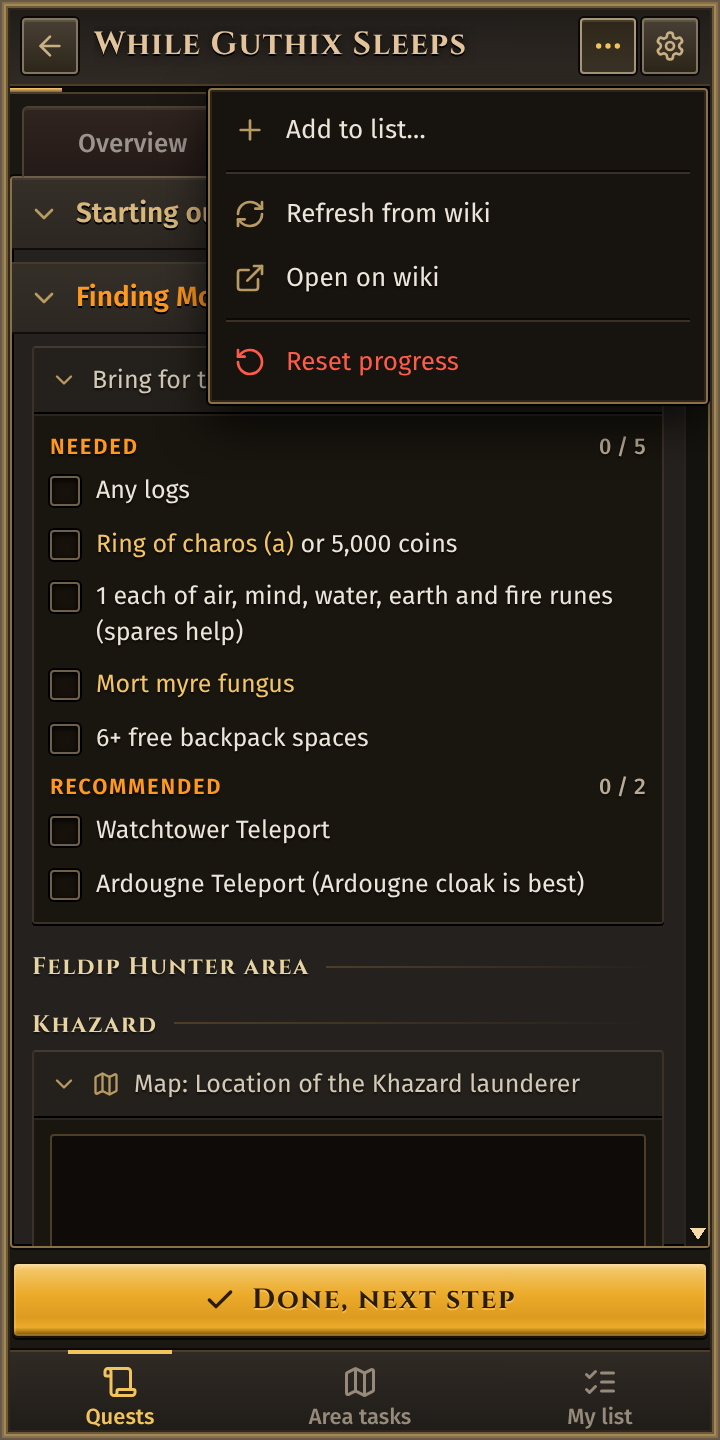 While Guthix Sleeps
Add to list...
Overview
Refresh from wiki
Open on wiki
Reset progress
Starting
Finding
Bring for
NEEDED 0 / 5
Any logs
Ring of charos (a) or 5,000 coins
1 each of air, mind, water, earth and fire runes
(spares help)
Mort myre fungus
6+ free backpack spaces
RECOMMENDED 0 / 2
Watchtower Teleport
Ardougne Teleport (Ardougne cloak is best)
Feldip Hunter area
Khazard
Map: Location of the Khazard launderer
Done, next step
Quests
Area tasks
My list